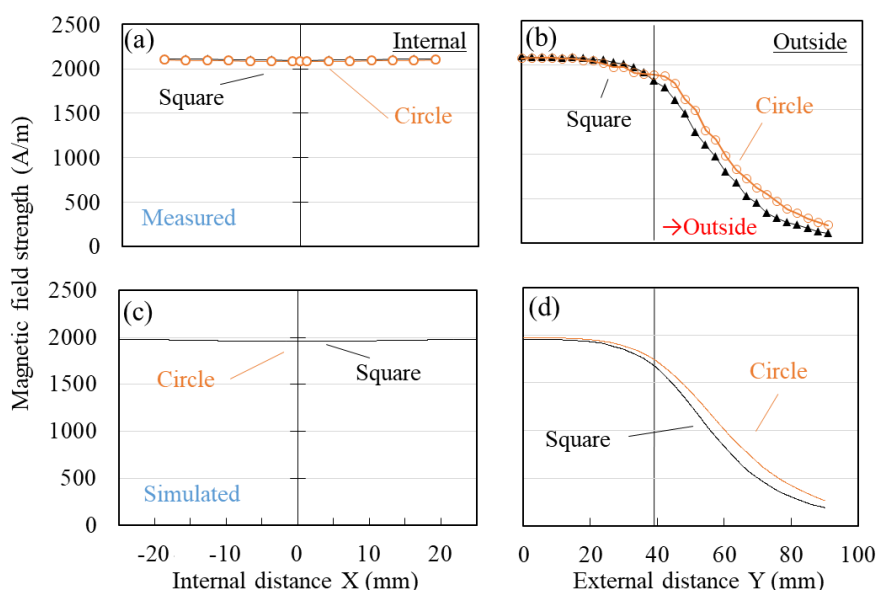 Magnetic field strength (A/m)
2500
2000
1500
1000
500
0
(a)
Internal
Square
Circle
Measured
(b)
Outside
Square
Circle
→Outside
2500
2000
1500
1000
500
0
(c)
Circle
Square
Simulated
-20 -10 0 10 20
Internal distance X (mm)
(d)
Circle
Square
0 20 40 60 80 100
External distance Y (mm)